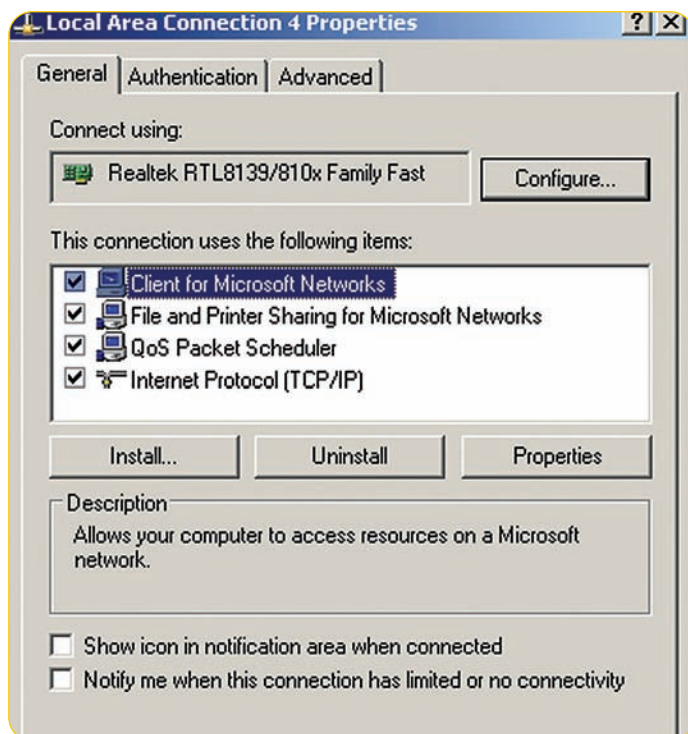 Local Area Connection 4 Properties
General
Authentication
Advanced
Connect using:
Realtek RTL8139/810x Family Fast
Configure...
This connection uses the following items:
Client for Microsoft Networks
File and Printer Sharing for Microsoft Networks
QoS Packet Scheduler
Internet Protocol (TCP/IP)
Install...
Uninstall
Properties
Description
Allows your computer to access resources on a Microsoft
network.
Show icon in notification area when connected
Notify me when this connection has limited or no connectivity